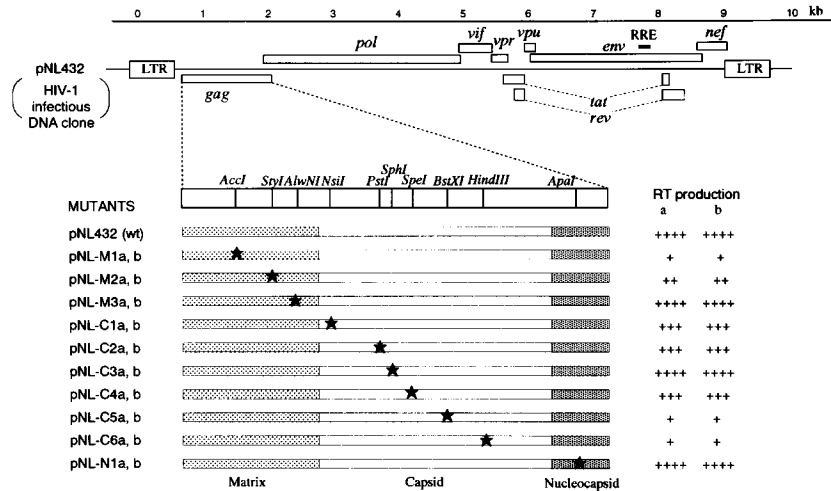 0 1 2 3 4 5 6 7 8 9 10 kb
vif vpu RRE nef
pol vpr env
pNL432 LTR LTR
HIV-1
infectious
DNA clone
gag tat
rev
SphI
AccI StyI AlwNI NsiI PstI SpeI BstXI HindIII ApaI
RT production
MUTANTS a b
pNL432 (wt) ++++ ++++
pNL-M1a, b + +
pNL-M2a, b ++ ++
pNL-M3a, b ++++ ++++
pNL-C1a, b +++ +++
pNL-C2a, b +++ +++
pNL-C3a, b ++++ ++++
pNL-C4a, b +++ +++
pNL-C5a, b + +
pNL-C6a, b + +
pNL-N1a, b ++++ ++++
Matrix Capsid Nucleocapsid